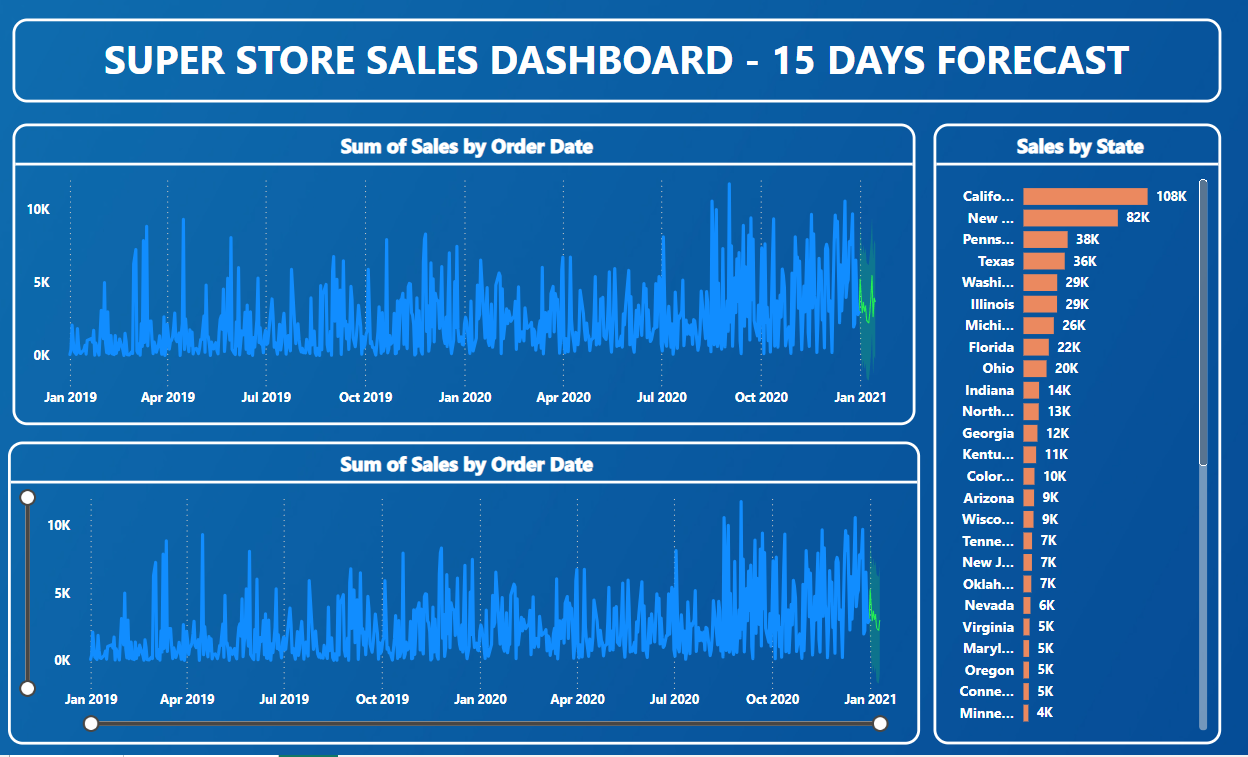 SUPER STORE SALES DASHBOARD - 15 DAYS FORECAST
Sum of Sales by Order Date
10K
5K
0K
Jan 2019 Apr 2019 Jul 2019 Oct 2019 Jan 2020 Apr 2020 Jul 2020 Oct 2020 Jan 2021
Sum of Sales by Order Date
10K
5K
0K
Jan 2019 Apr 2019 Jul 2019 Oct 2019 Jan 2020 Apr 2020 Jul 2020 Oct 2020 Jan 2021
Sales by State
Califo... 108K
New ... 82K
Penns... 38K
Texas 36K
Washi... 29K
Illinois 29K
Michi... 26K
Florida 22K
Ohio 20K
Indiana 14K
North... 13K
Georgia 12K
Kentu... 11K
Color... 10K
Arizona 9K
Wisco... 9K
Tenne... 7K
New J... 7K
Oklah... 7K
Nevada 6K
Virginia 5K
Maryl... 5K
Oregon 5K
Conne... 5K
Minne... 4K